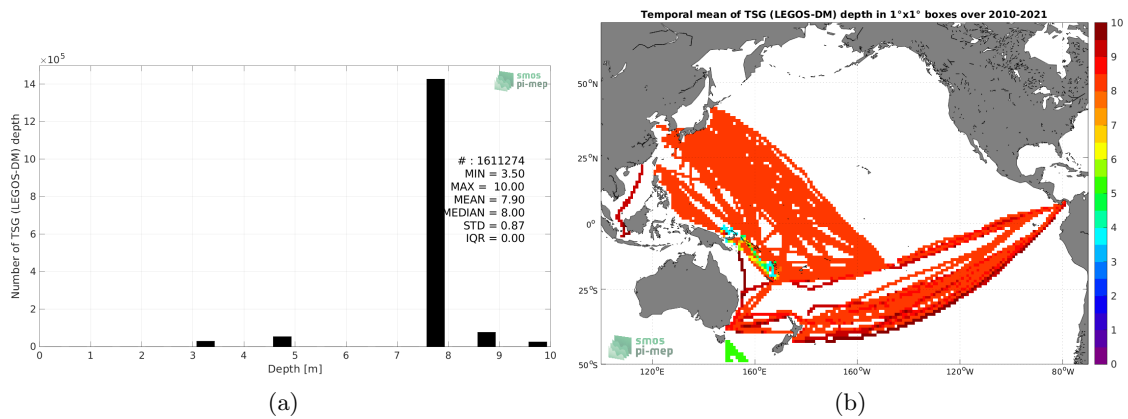 ×10⁵
14
12
10
8
6
4
2
0
Number of TSG (LEGOS-DM) depth
smos
pi-mep
# : 1611274
MIN = 3.50
MAX = 10.00
MEAN = 7.90
MEDIAN = 8.00
STD = 0.87
IQR = 0.00
0 1 2 3 4 5 6 7 8 9 10
Depth [m]
(a)
Temporal mean of TSG (LEGOS-DM) depth in 1°x1° boxes over 2010-2021
50°N
25°N
0°
25°S
50°S
smos
pi-mep
120°E 160°E 160°W 120°W 80°W
10
9
8
7
6
5
4
3
2
1
0
(b)